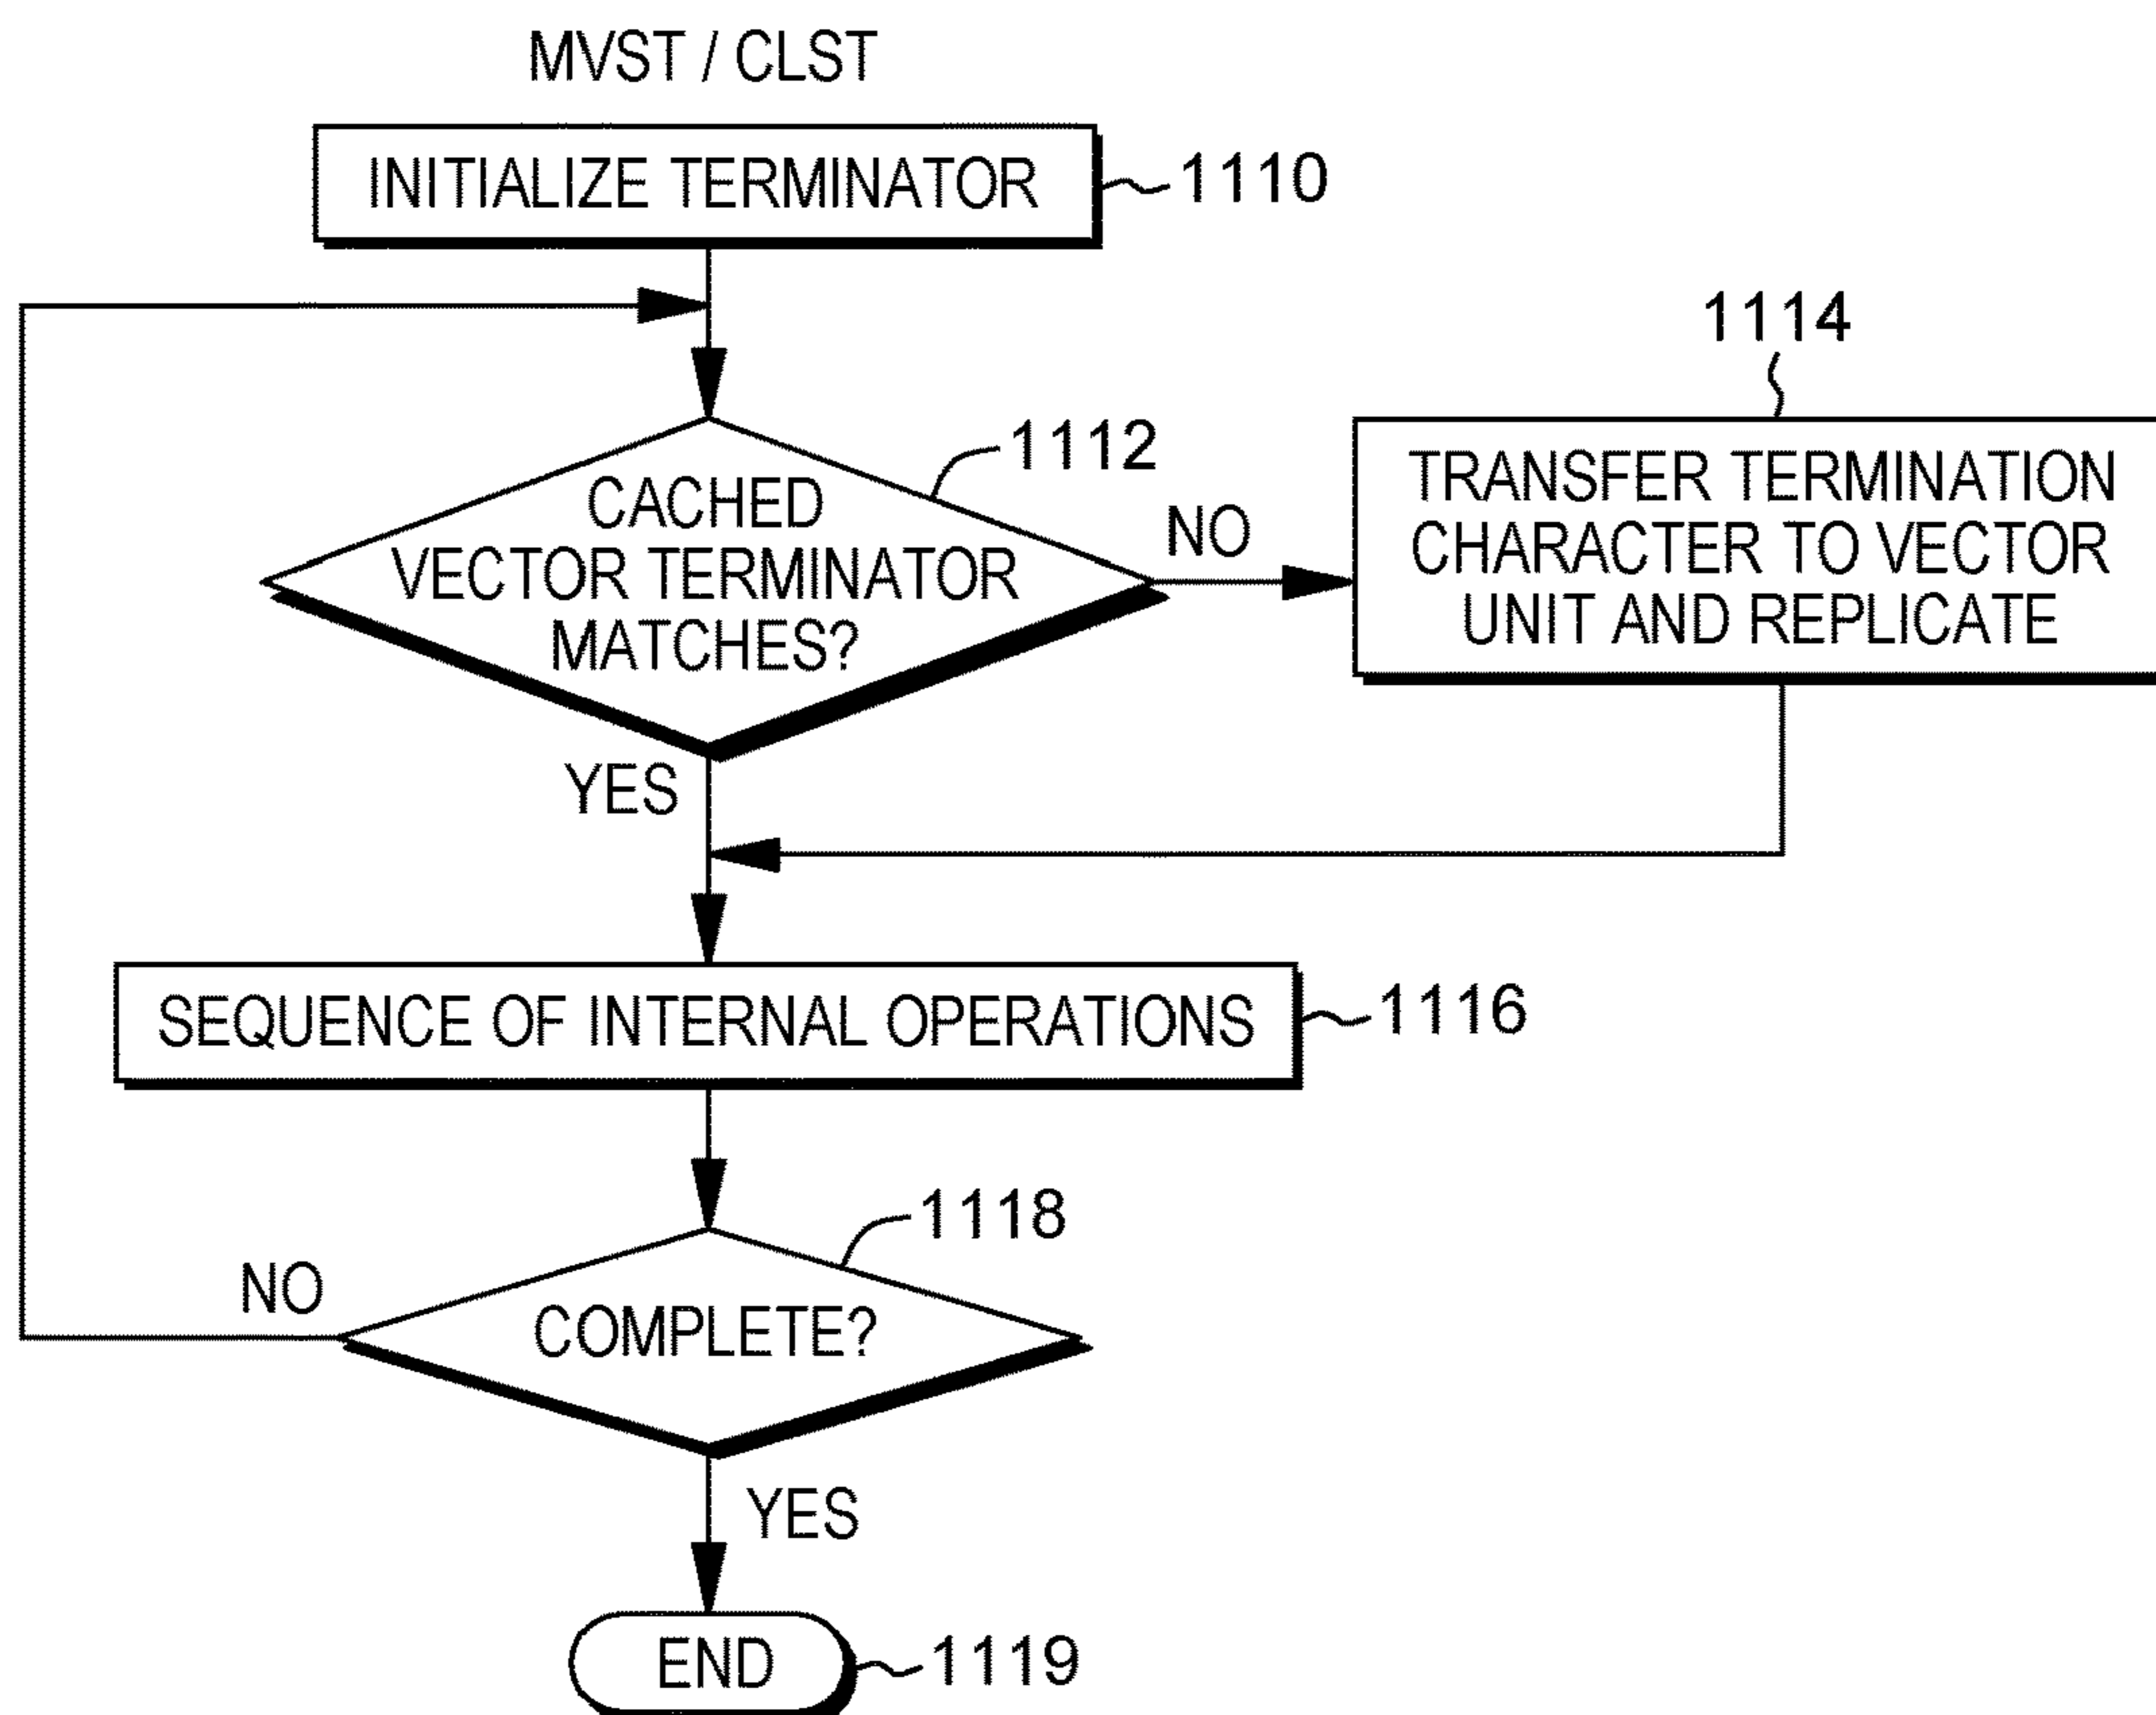 MVST / CLST
INITIALIZE TERMINATOR
1110
1114
1112
CACHED
VECTOR TERMINATOR
MATCHES?
NO
TRANSFER TERMINATION
CHARACTER TO VECTOR
UNIT AND REPLICATE
YES
SEQUENCE OF INTERNAL OPERATIONS
1116
1118
NO
COMPLETE?
YES
END
1119